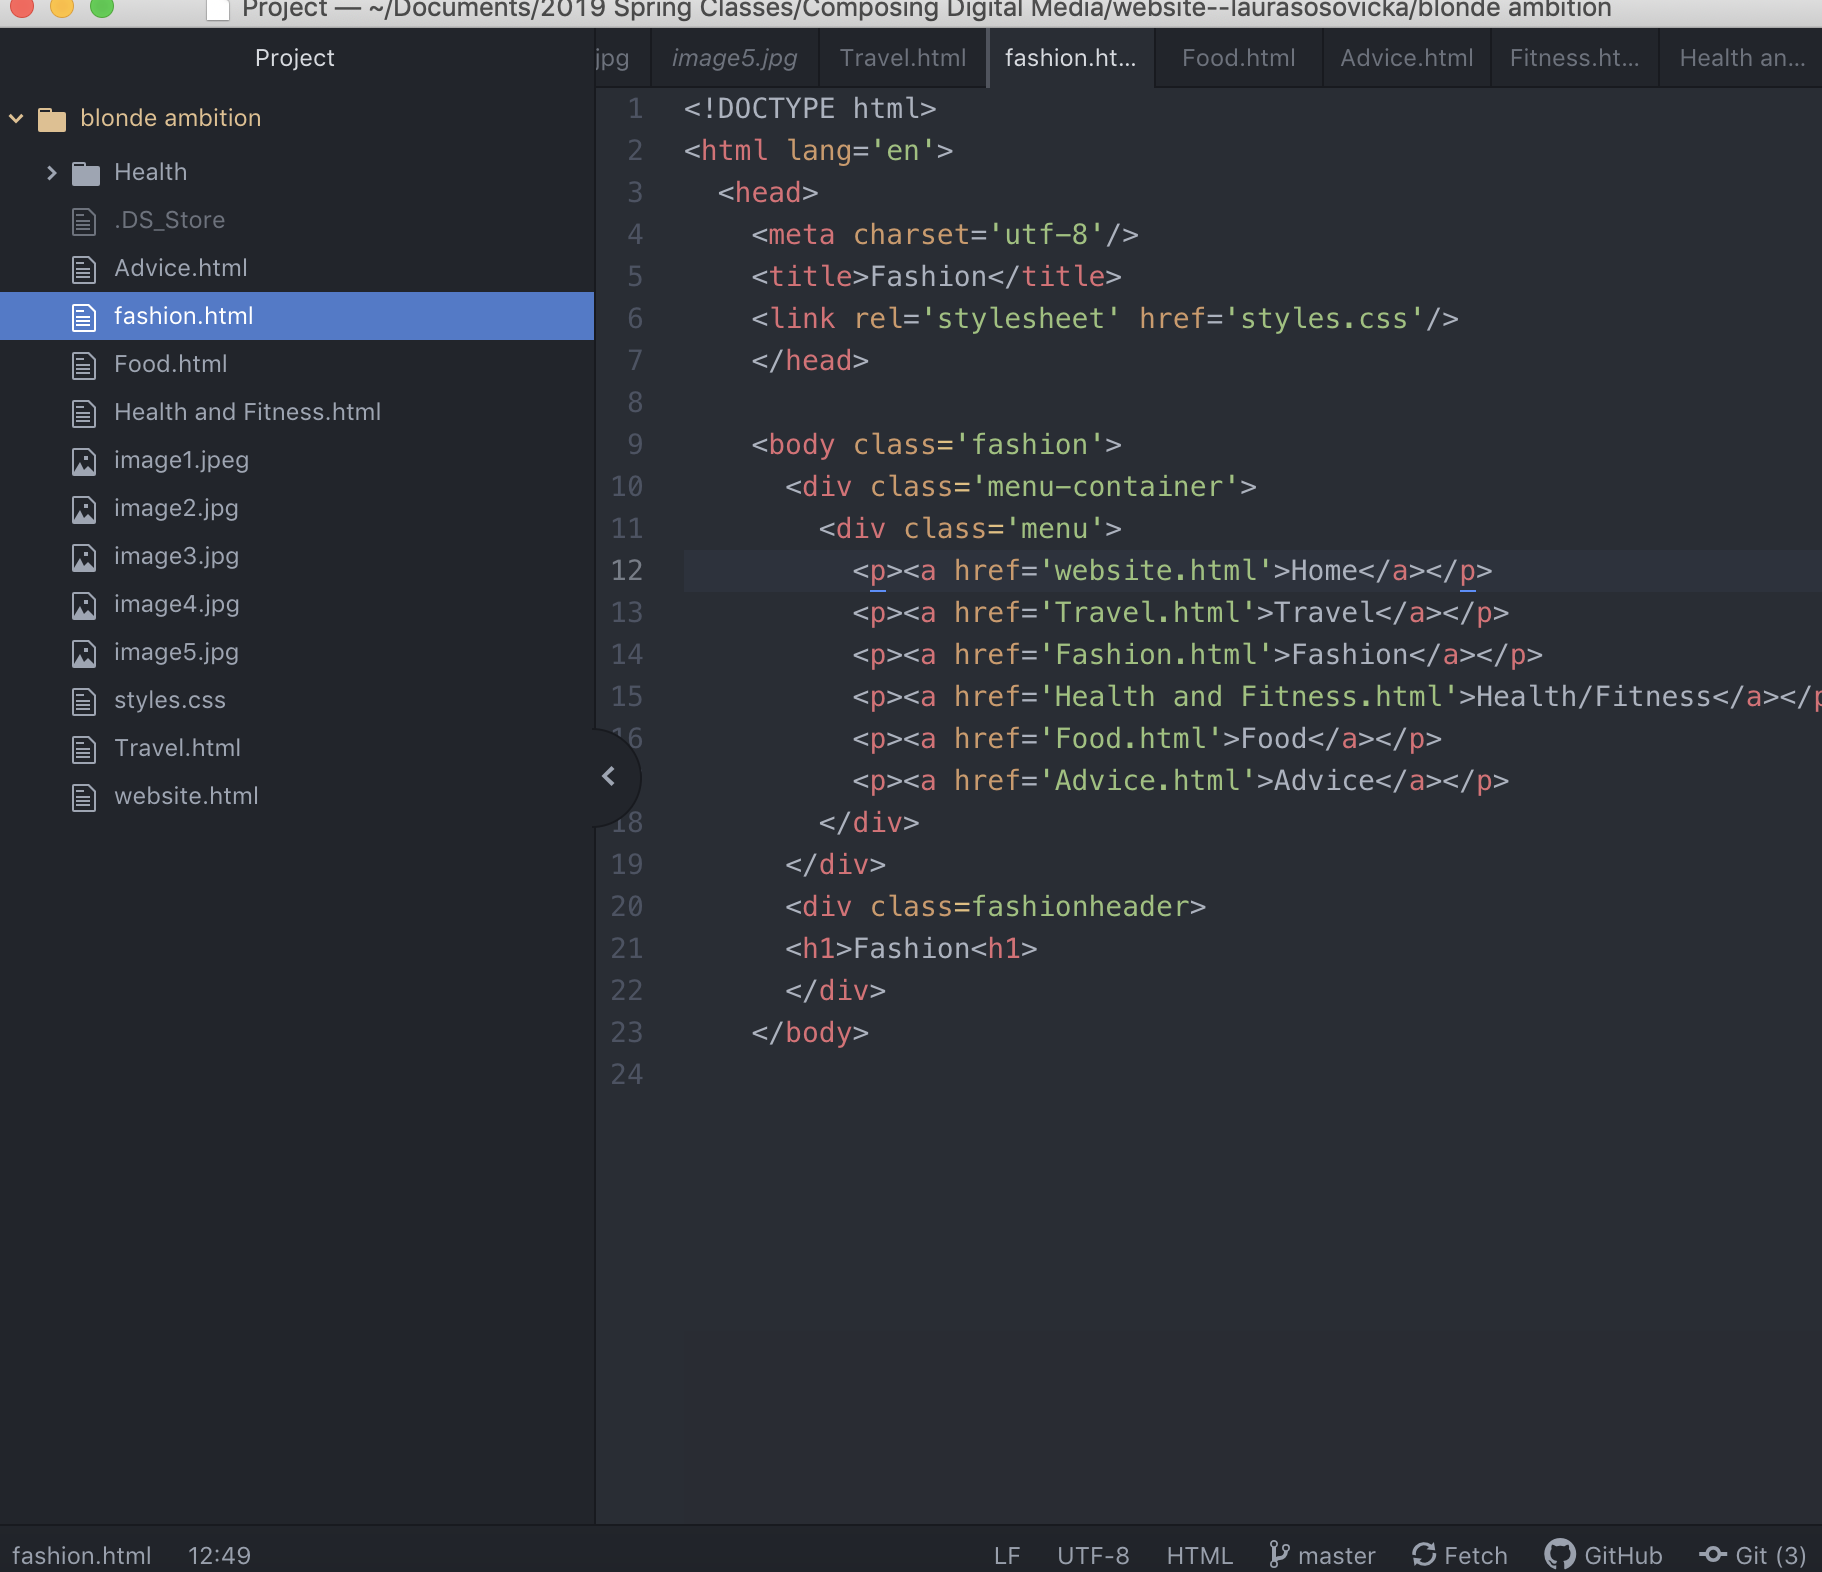 Project — ~/Documents/2019 Spring Classes/Composing Digital Media/website--laurasosovicka/blonde ambition
Project
blonde ambition
Health
.DS_Store
Advice.html
fashion.html
Food.html
Health and Fitness.html
image1.jpeg
image2.jpg
image3.jpg
image4.jpg
image5.jpg
styles.css
Travel.html
website.html
jpg
image5.jpg
Travel.html
fashion.ht...
Food.html
Advice.html
Fitness.ht...
Health an...
1 <!DOCTYPE html>
2 <html lang='en'>
3 <head>
4 <meta charset='utf-8'/>
5 <title>Fashion</title>
6 <link rel='stylesheet' href='styles.css'/>
7 </head>
8
9 <body class='fashion'>
10 <div class='menu-container'>
11 <div class='menu'>
12 <p><a href='website.html'>Home</a></p>
13 <p><a href='Travel.html'>Travel</a></p>
14 <p><a href='Fashion.html'>Fashion</a></p>
15 <p><a href='Health and Fitness.html'>Health/Fitness</a></p
16 <p><a href='Food.html'>Food</a></p>
<p><a href='Advice.html'>Advice</a></p>
18 </div>
19 </div>
20 <div class=fashionheader>
21 <h1>Fashion<h1>
22 </div>
23 </body>
24
fashion.html 12:49 LF UTF-8 HTML master Fetch GitHub Git (3)